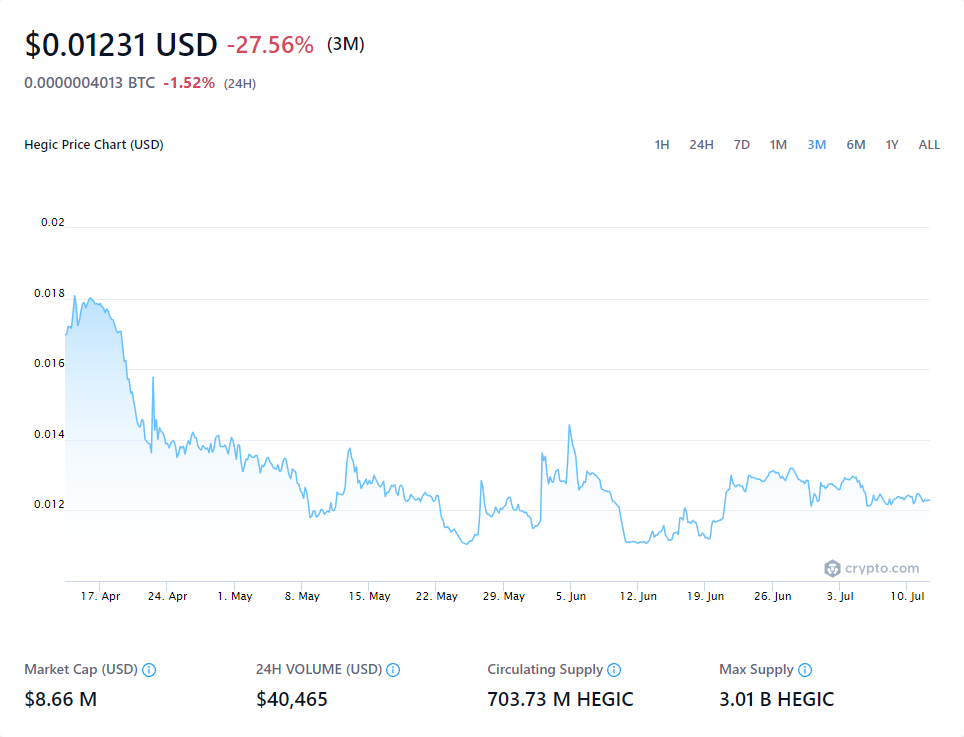 $0.01231 USD -27.56% (3M)
0.0000004013 BTC -1.52% (24H)
Hegic Price Chart (USD)
1H 24H 7D 1M 3M 6M 1Y ALL
0.02
0.018
0.016
0.014
0.012
crypto.com
17. Apr 24. Apr 1. May 8. May 15. May 22. May 29. May 5. Jun 12. Jun 19. Jun 26. Jun 3. Jul 10. Jul
Market Cap (USD) 24H VOLUME (USD) Circulating Supply Max Supply
$8.66 M $40,465 703.73 M HEGIC 3.01 B HEGIC